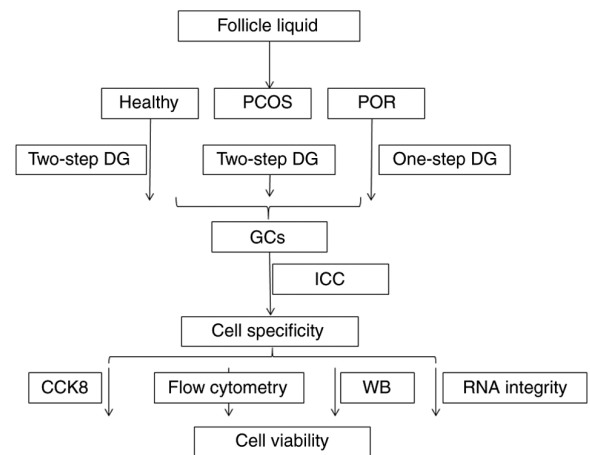 Follicle liquid
Healthy
PCOS
POR
Two-step DG
Two-step DG
One-step DG
GCs
ICC
Cell specificity
CCK8
Flow cytometry
WB
RNA integrity
Cell viability